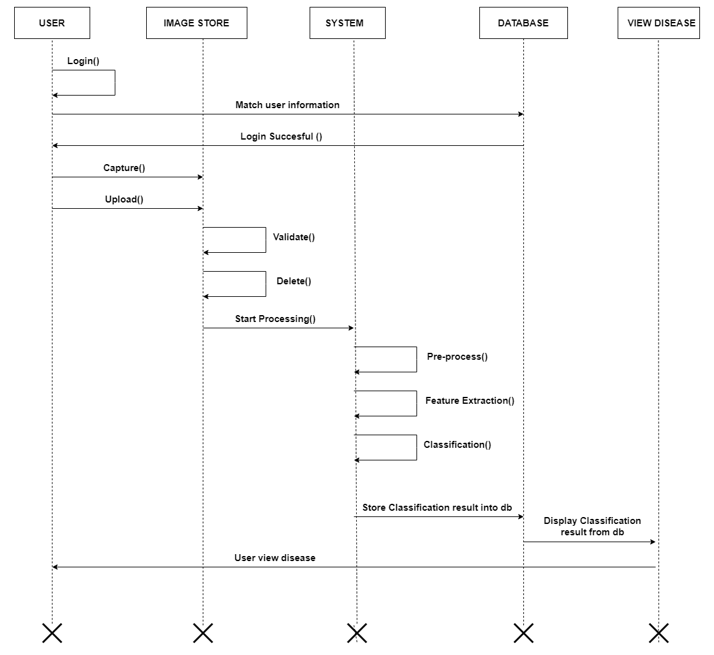 USER
IMAGE STORE
SYSTEM
DATABASE
VIEW DISEASE
Login()
Match user information
Login Succesful ()
Capture()
Upload()
Validate()
Delete()
Start Processing()
Pre-process()
Feature Extraction()
Classification()
Store Classification result into db
Display Classification
result from db
User view disease